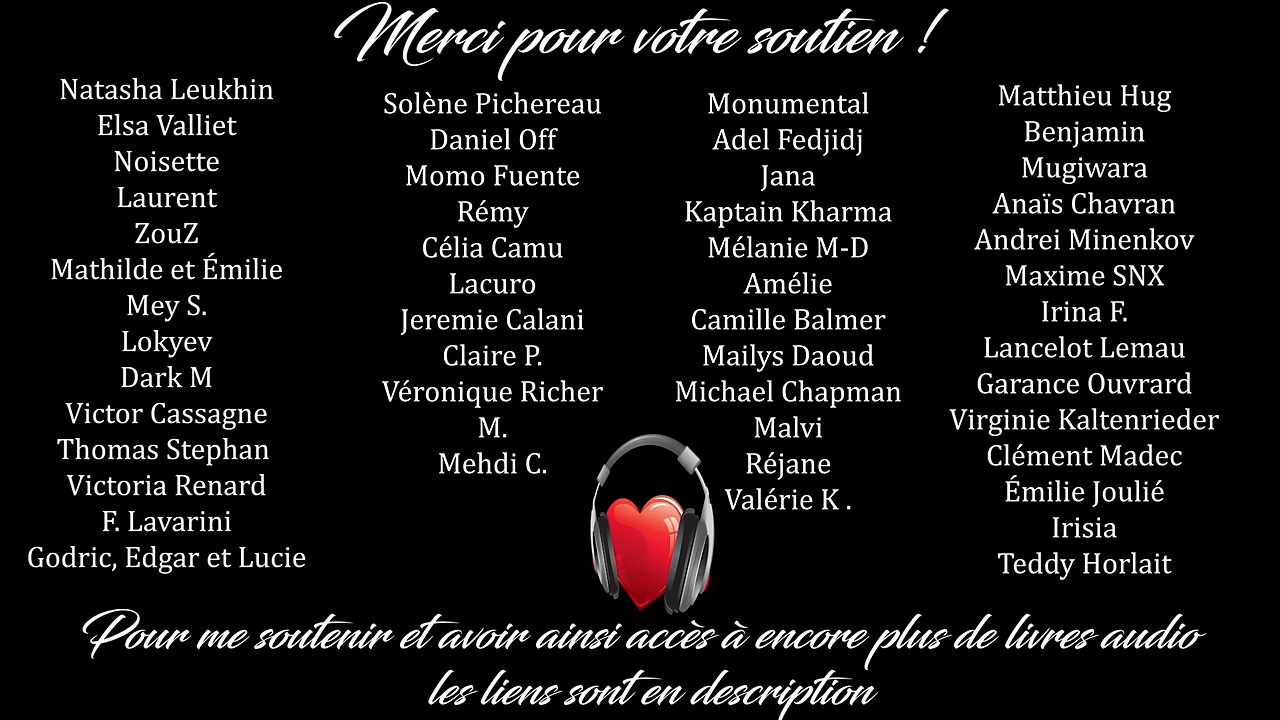 Merci pour votre soutien !
Natasha Leukhin
Elsa Valliet
Noisette
Laurent
ZouZ
Mathilde et Émilie
Mey S.
Lokyev
Dark M
Victor Cassagne
Thomas Stephan
Victoria Renard
F. Lavarini
Godric, Edgar et Lucie
Solène Pichereau
Daniel Off
Momo Fuente
Rémy
Célia Camu
Lacuro
Jeremie Calani
Claire P.
Véronique Richer
M.
Mehdi C.
Monumental
Adel Fedjidj
Jana
Kaptain Kharma
Mélanie M-D
Amélie
Camille Balmer
Mailys Daoud
Michael Chapman
Malvi
Réjane
Valérie K .
Matthieu Hug
Benjamin
Mugiwara
Anaïs Chavran
Andrei Minenkov
Maxime SNX
Irina F.
Lancelot Lemau
Garance Ouvrard
Virginie Kaltenrieder
Clément Madec
Émilie Joulié
Irisia
Teddy Horlait
Pour me soutenir et avoir ainsi accès à encore plus de livres audio
les liens sont en description